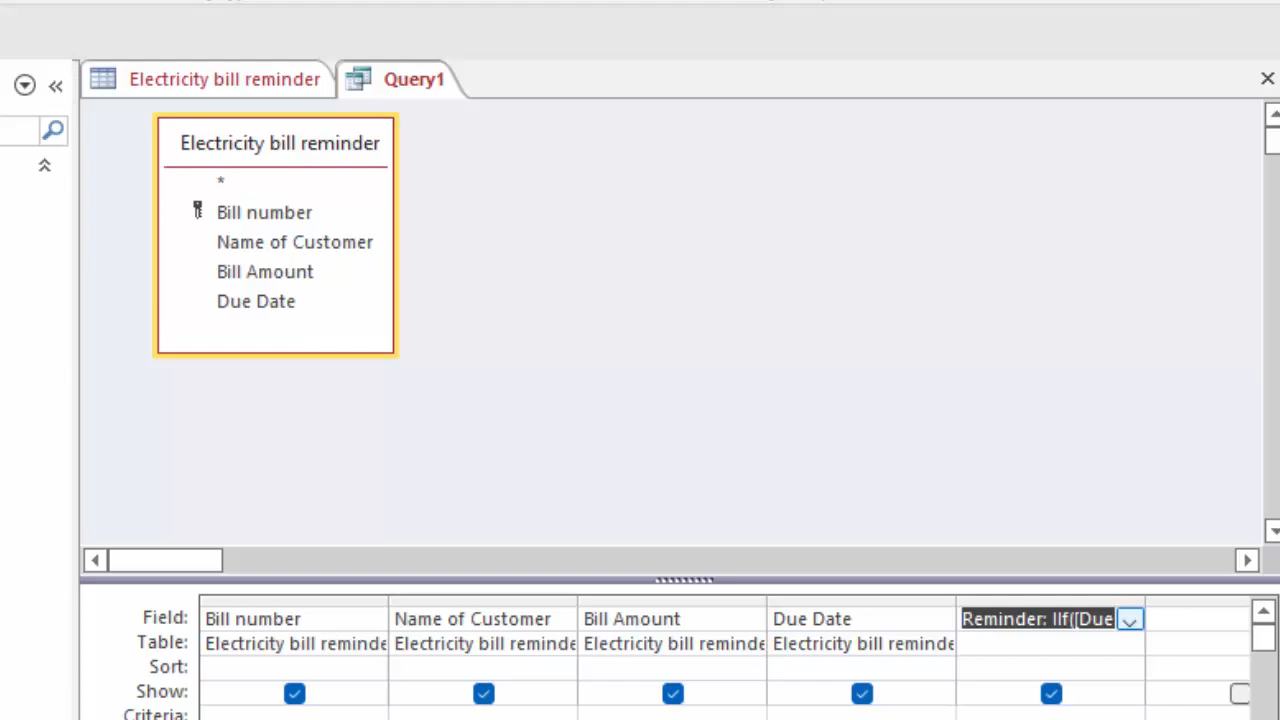 Electricity bill reminder
Query1
Electricity bill reminder
*
Bill number
Name of Customer
Bill Amount
Due Date
Field: Bill number Name of Customer Bill Amount Due Date Reminder: IIf([Due
Table: Electricity bill reminde Electricity bill reminde Electricity bill reminde Electricity bill reminde
Sort:
Show:
Criteria: